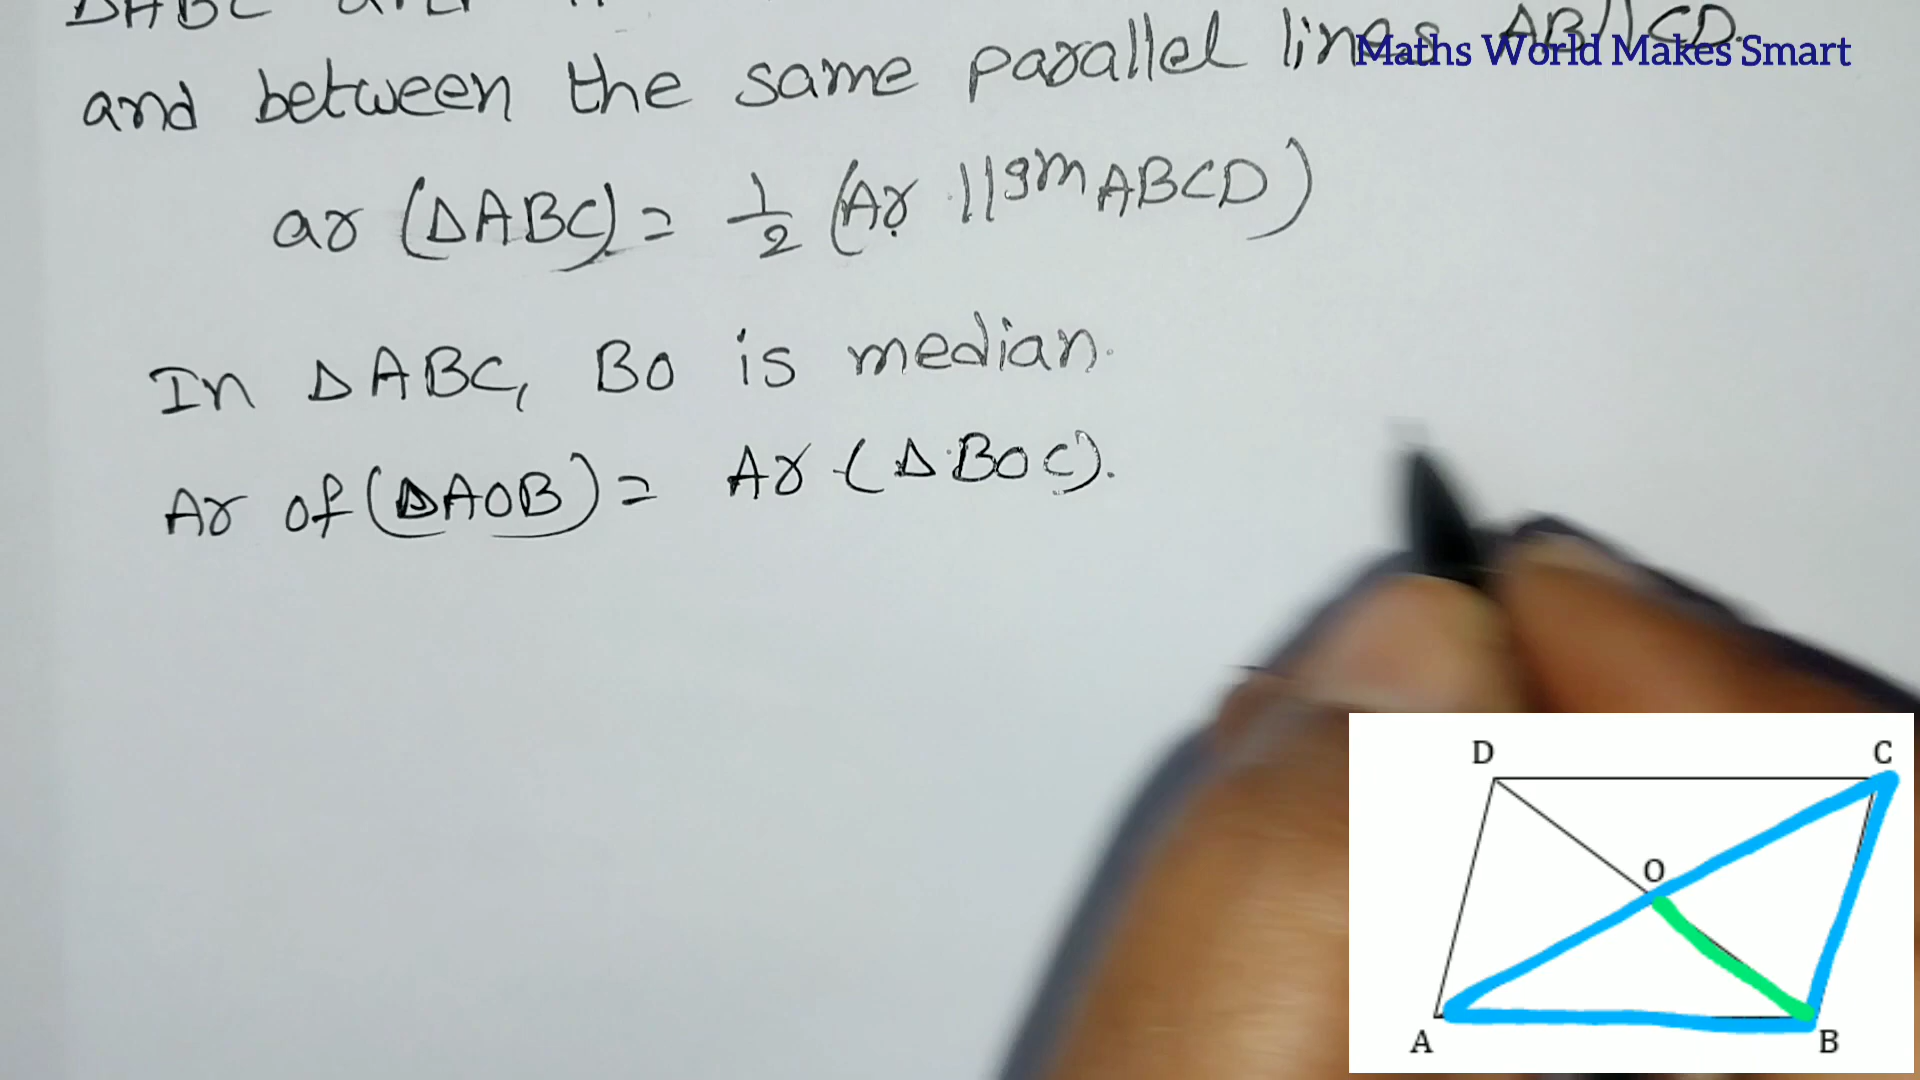 ΔABC
and between the same parallel lines AB||CD.
Maths World Makes Smart
ar (ΔABC) = 1/2 (Ar ||gm ABCD)
In ΔABC, BO is median.
Ar of (ΔAOB) = Ar (ΔBOC).
D C
O
A B